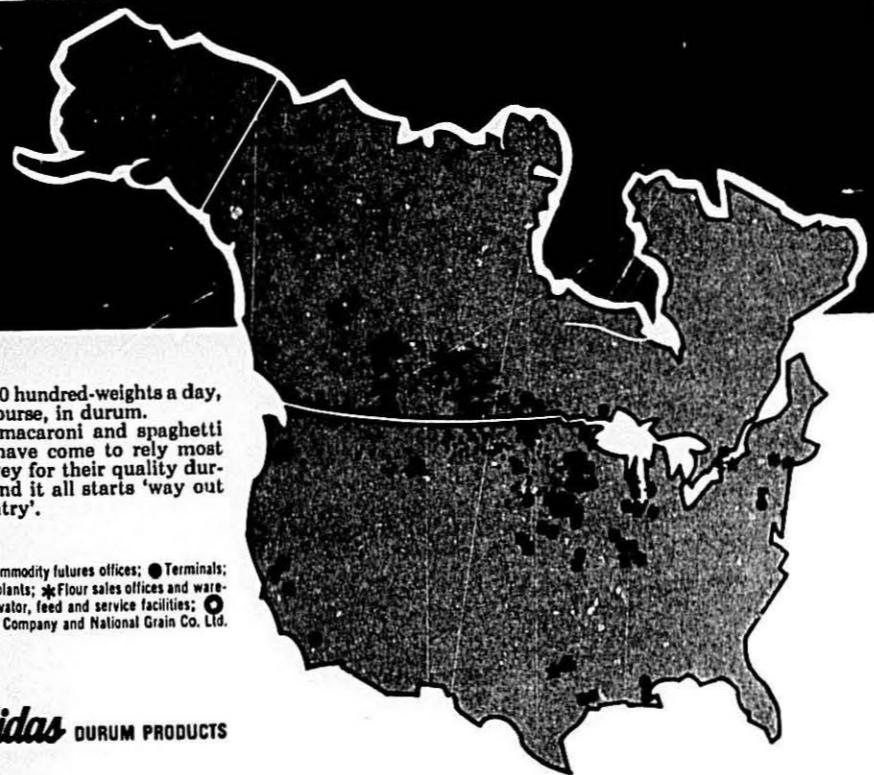 0 hundred-weights a day,
ourse, in durum.
macaroni and spaghetti
have come to rely most
ey for their quality dur-
nd it all starts ‘way out
ntry’.
mmodity futures offices; ● Terminals;
plants; ✱Flour sales offices and ware-
vator, feed and service facilities; O
Company and National Grain Co. Ltd.
idas DURUM PRODUCTS